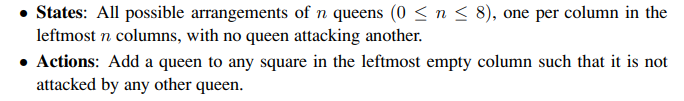 • States: All possible arrangements of n queens (0 ≤ n ≤ 8), one per column in the
leftmost n columns, with no queen attacking another.
• Actions: Add a queen to any square in the leftmost empty column such that it is not
attacked by any other queen.